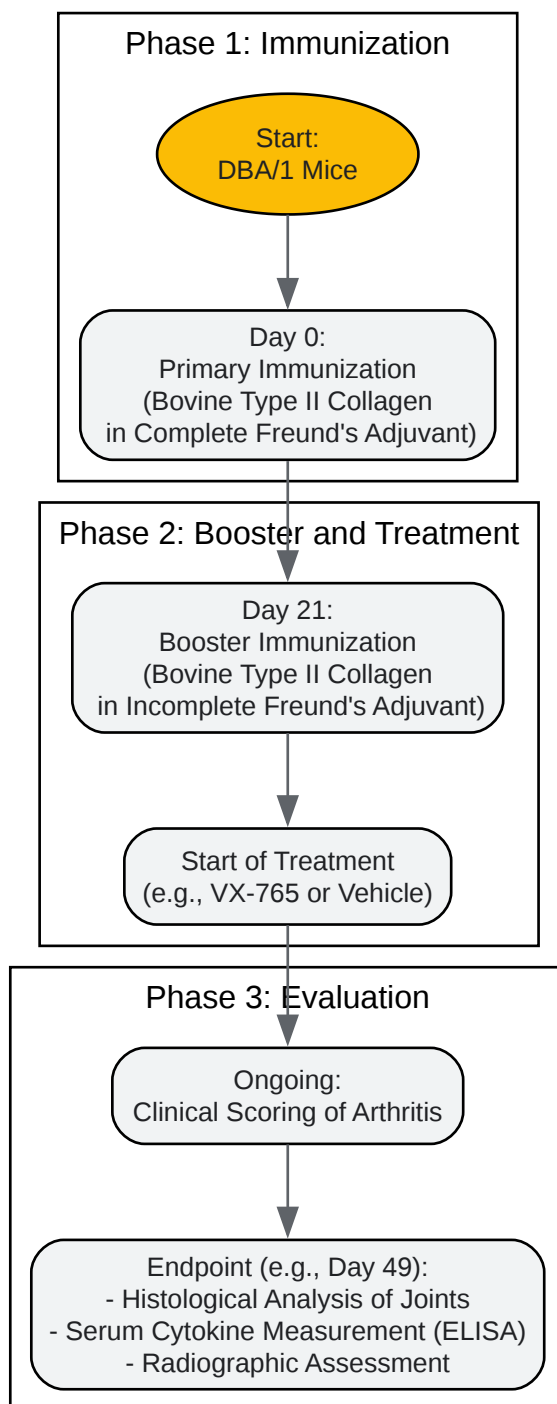 Phase 1: Immunization
Start:
DBA/1 Mice
Day 0:
Primary Immunization
(Bovine Type II Collagen
in Complete Freund's Adjuvant)
Phase 2: Booster and Treatment
Day 21:
Booster Immunization
(Bovine Type II Collagen
in Incomplete Freund's Adjuvant)
Start of Treatment
(e.g., VX-765 or Vehicle)
Phase 3: Evaluation
Ongoing:
Clinical Scoring of Arthritis
Endpoint (e.g., Day 49):
- Histological Analysis of Joints
- Serum Cytokine Measurement (ELISA)
- Radiographic Assessment